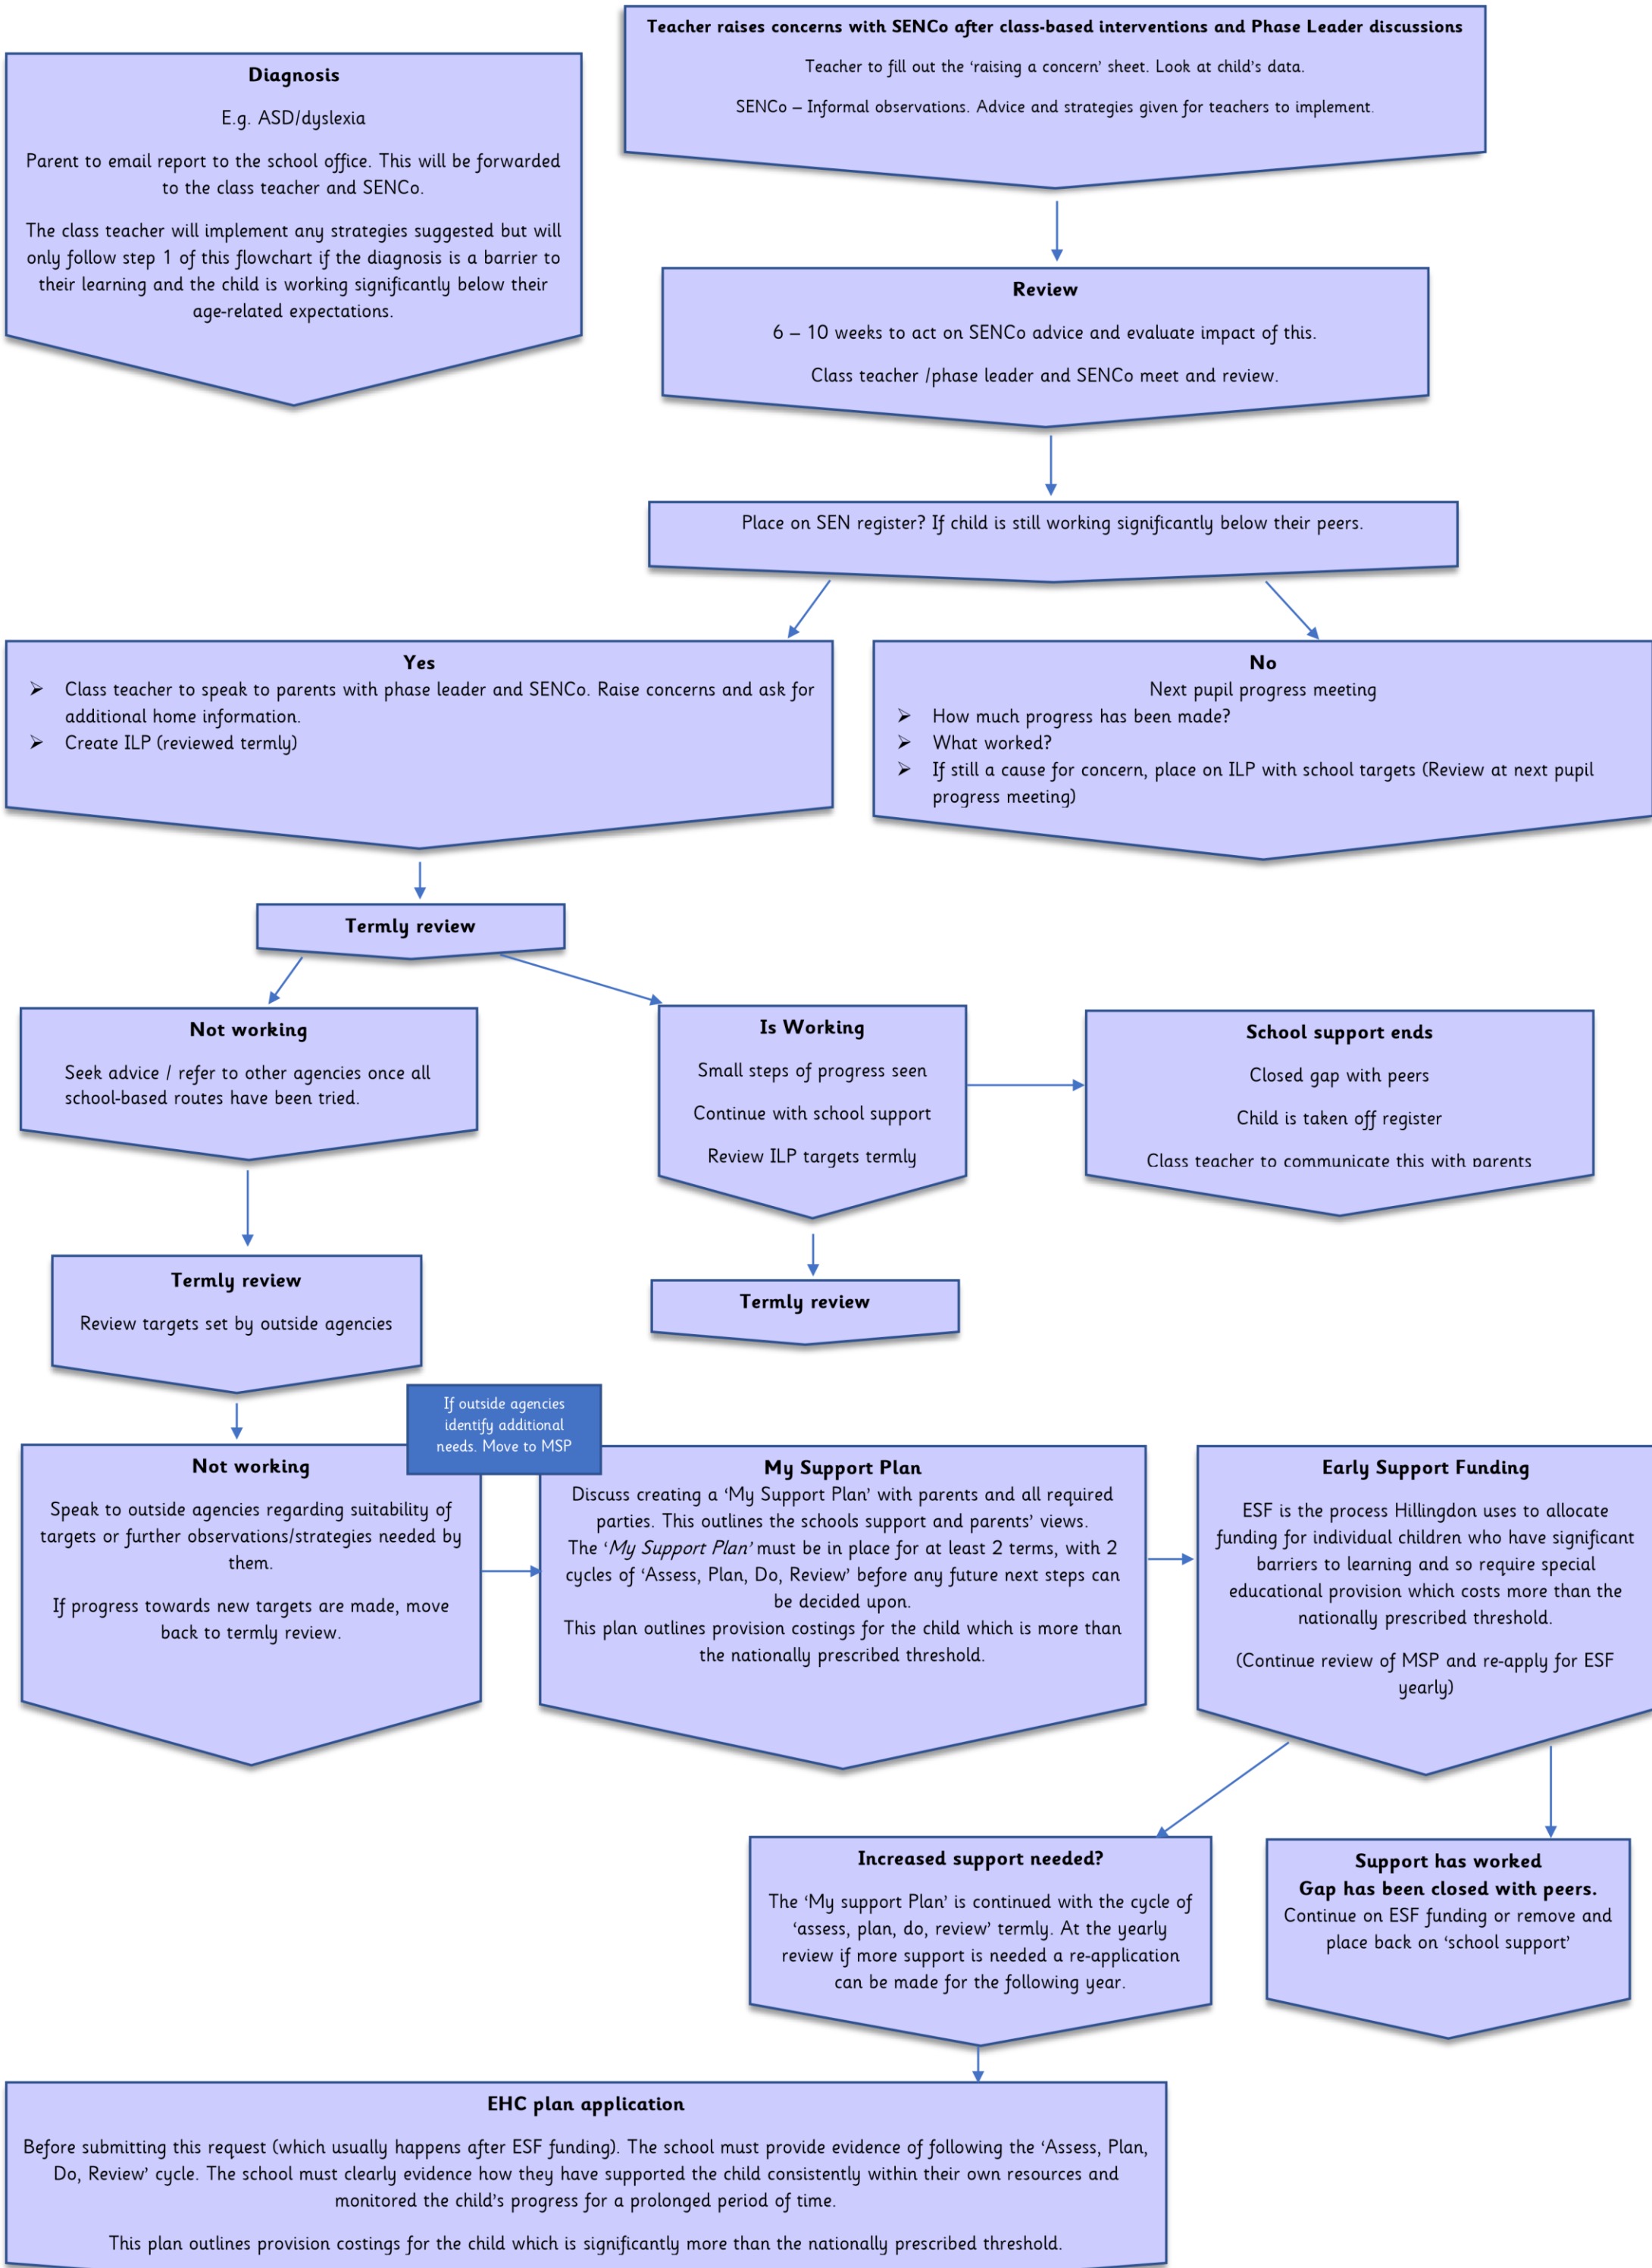 Teacher raises concerns with SENCo after class-based interventions and Phase Leader discussions
Teacher to fill out the ‘raising a concern’ sheet. Look at child’s data.
SENCo – Informal observations. Advice and strategies given for teachers to implement.
Diagnosis
E.g. ASD/dyslexia
Parent to email report to the school office. This will be forwarded
to the class teacher and SENCo.
The class teacher will implement any strategies suggested but will
only follow step 1 of this flowchart if the diagnosis is a barrier to
their learning and the child is working significantly below their
age-related expectations.
Review
6 – 10 weeks to act on SENCo advice and evaluate impact of this.
Class teacher /phase leader and SENCo meet and review.
Place on SEN register? If child is still working significantly below their peers.
Yes
➢ Class teacher to speak to parents with phase leader and SENCo. Raise concerns and ask for
additional home information.
➢ Create ILP (reviewed termly)
No
Next pupil progress meeting
➢ How much progress has been made?
➢ What worked?
➢ If still a cause for concern, place on ILP with school targets (Review at next pupil
progress meeting)
Termly review
Not working
Seek advice / refer to other agencies once all
school-based routes have been tried.
Is Working
Small steps of progress seen
Continue with school support
Review ILP targets termly
School support ends
Closed gap with peers
Child is taken off register
Class teacher to communicate this with parents
Termly review
Review targets set by outside agencies
Termly review
If outside agencies
identify additional
needs. Move to MSP
Not working
Speak to outside agencies regarding suitability of
targets or further observations/strategies needed by
them.
If progress towards new targets are made, move
back to termly review.
My Support Plan
Discuss creating a ‘My Support Plan’ with parents and all required
parties. This outlines the schools support and parents’ views.
The ‘My Support Plan’ must be in place for at least 2 terms, with 2
cycles of ‘Assess, Plan, Do, Review’ before any future next steps can
be decided upon.
This plan outlines provision costings for the child which is more than
the nationally prescribed threshold.
Early Support Funding
ESF is the process Hillingdon uses to allocate
funding for individual children who have significant
barriers to learning and so require special
educational provision which costs more than the
nationally prescribed threshold.
(Continue review of MSP and re-apply for ESF
yearly)
Increased support needed?
The ‘My support Plan’ is continued with the cycle of
‘assess, plan, do, review’ termly. At the yearly
review if more support is needed a re-application
can be made for the following year.
Support has worked
Gap has been closed with peers.
Continue on ESF funding or remove and
place back on ‘school support’
EHC plan application
Before submitting this request (which usually happens after ESF funding). The school must provide evidence of following the ‘Assess, Plan,
Do, Review’ cycle. The school must clearly evidence how they have supported the child consistently within their own resources and
monitored the child’s progress for a prolonged period of time.
This plan outlines provision costings for the child which is significantly more than the nationally prescribed threshold.